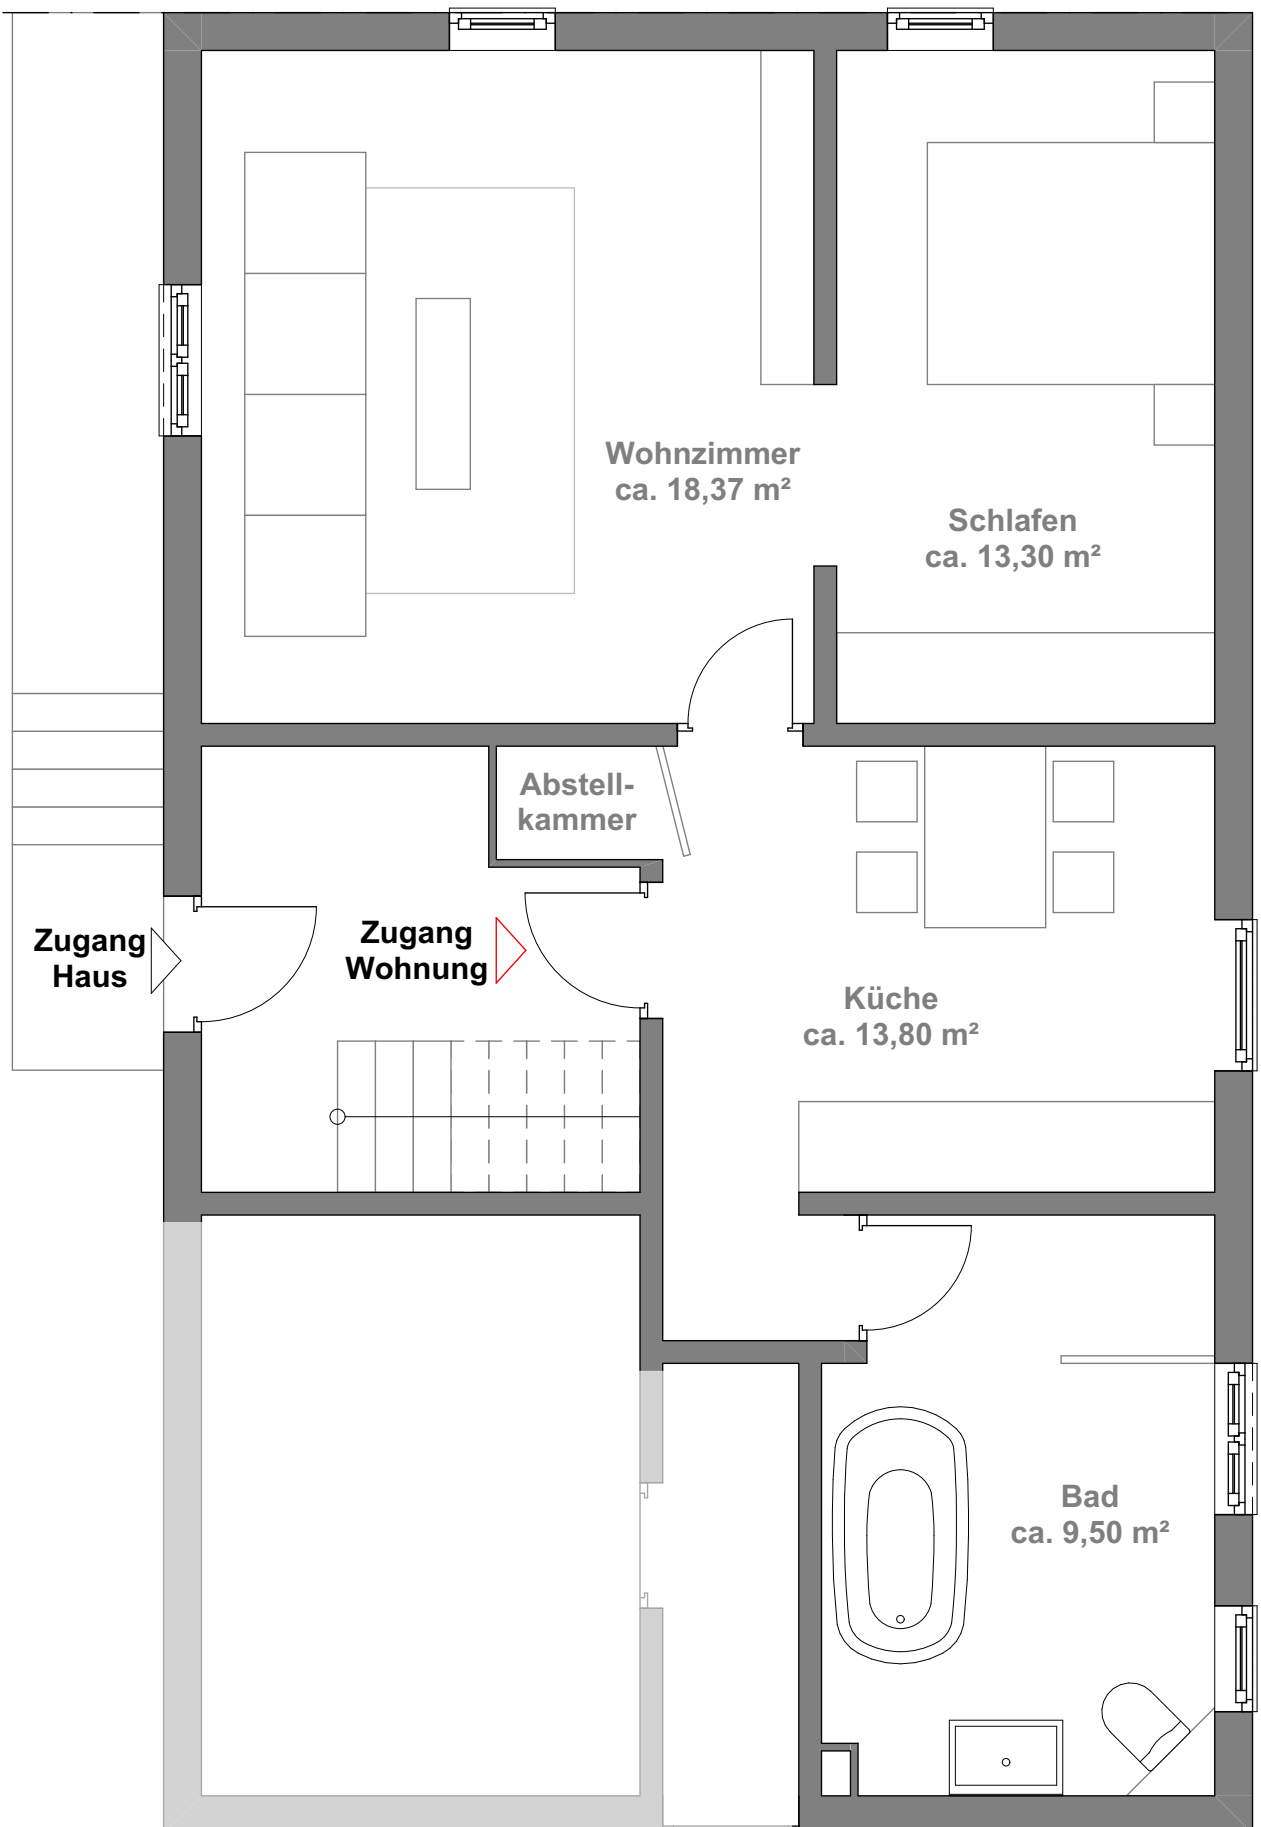 Wohnzimmer
ca. 18,37 m²
Schlafen
ca. 13,30 m²
Abstell-
kammer
Zugang
Haus
Zugang
Wohnung
Küche
ca. 13,80 m²
Bad
ca. 9,50 m²